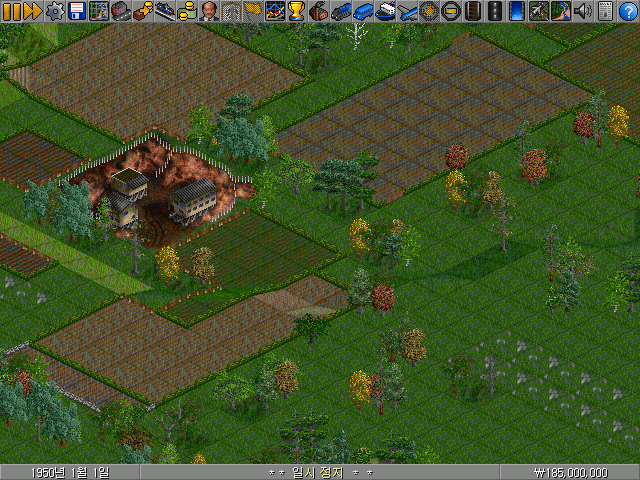 1950년 1월 1일
* * 일시 정지 * *
₩185,000,000